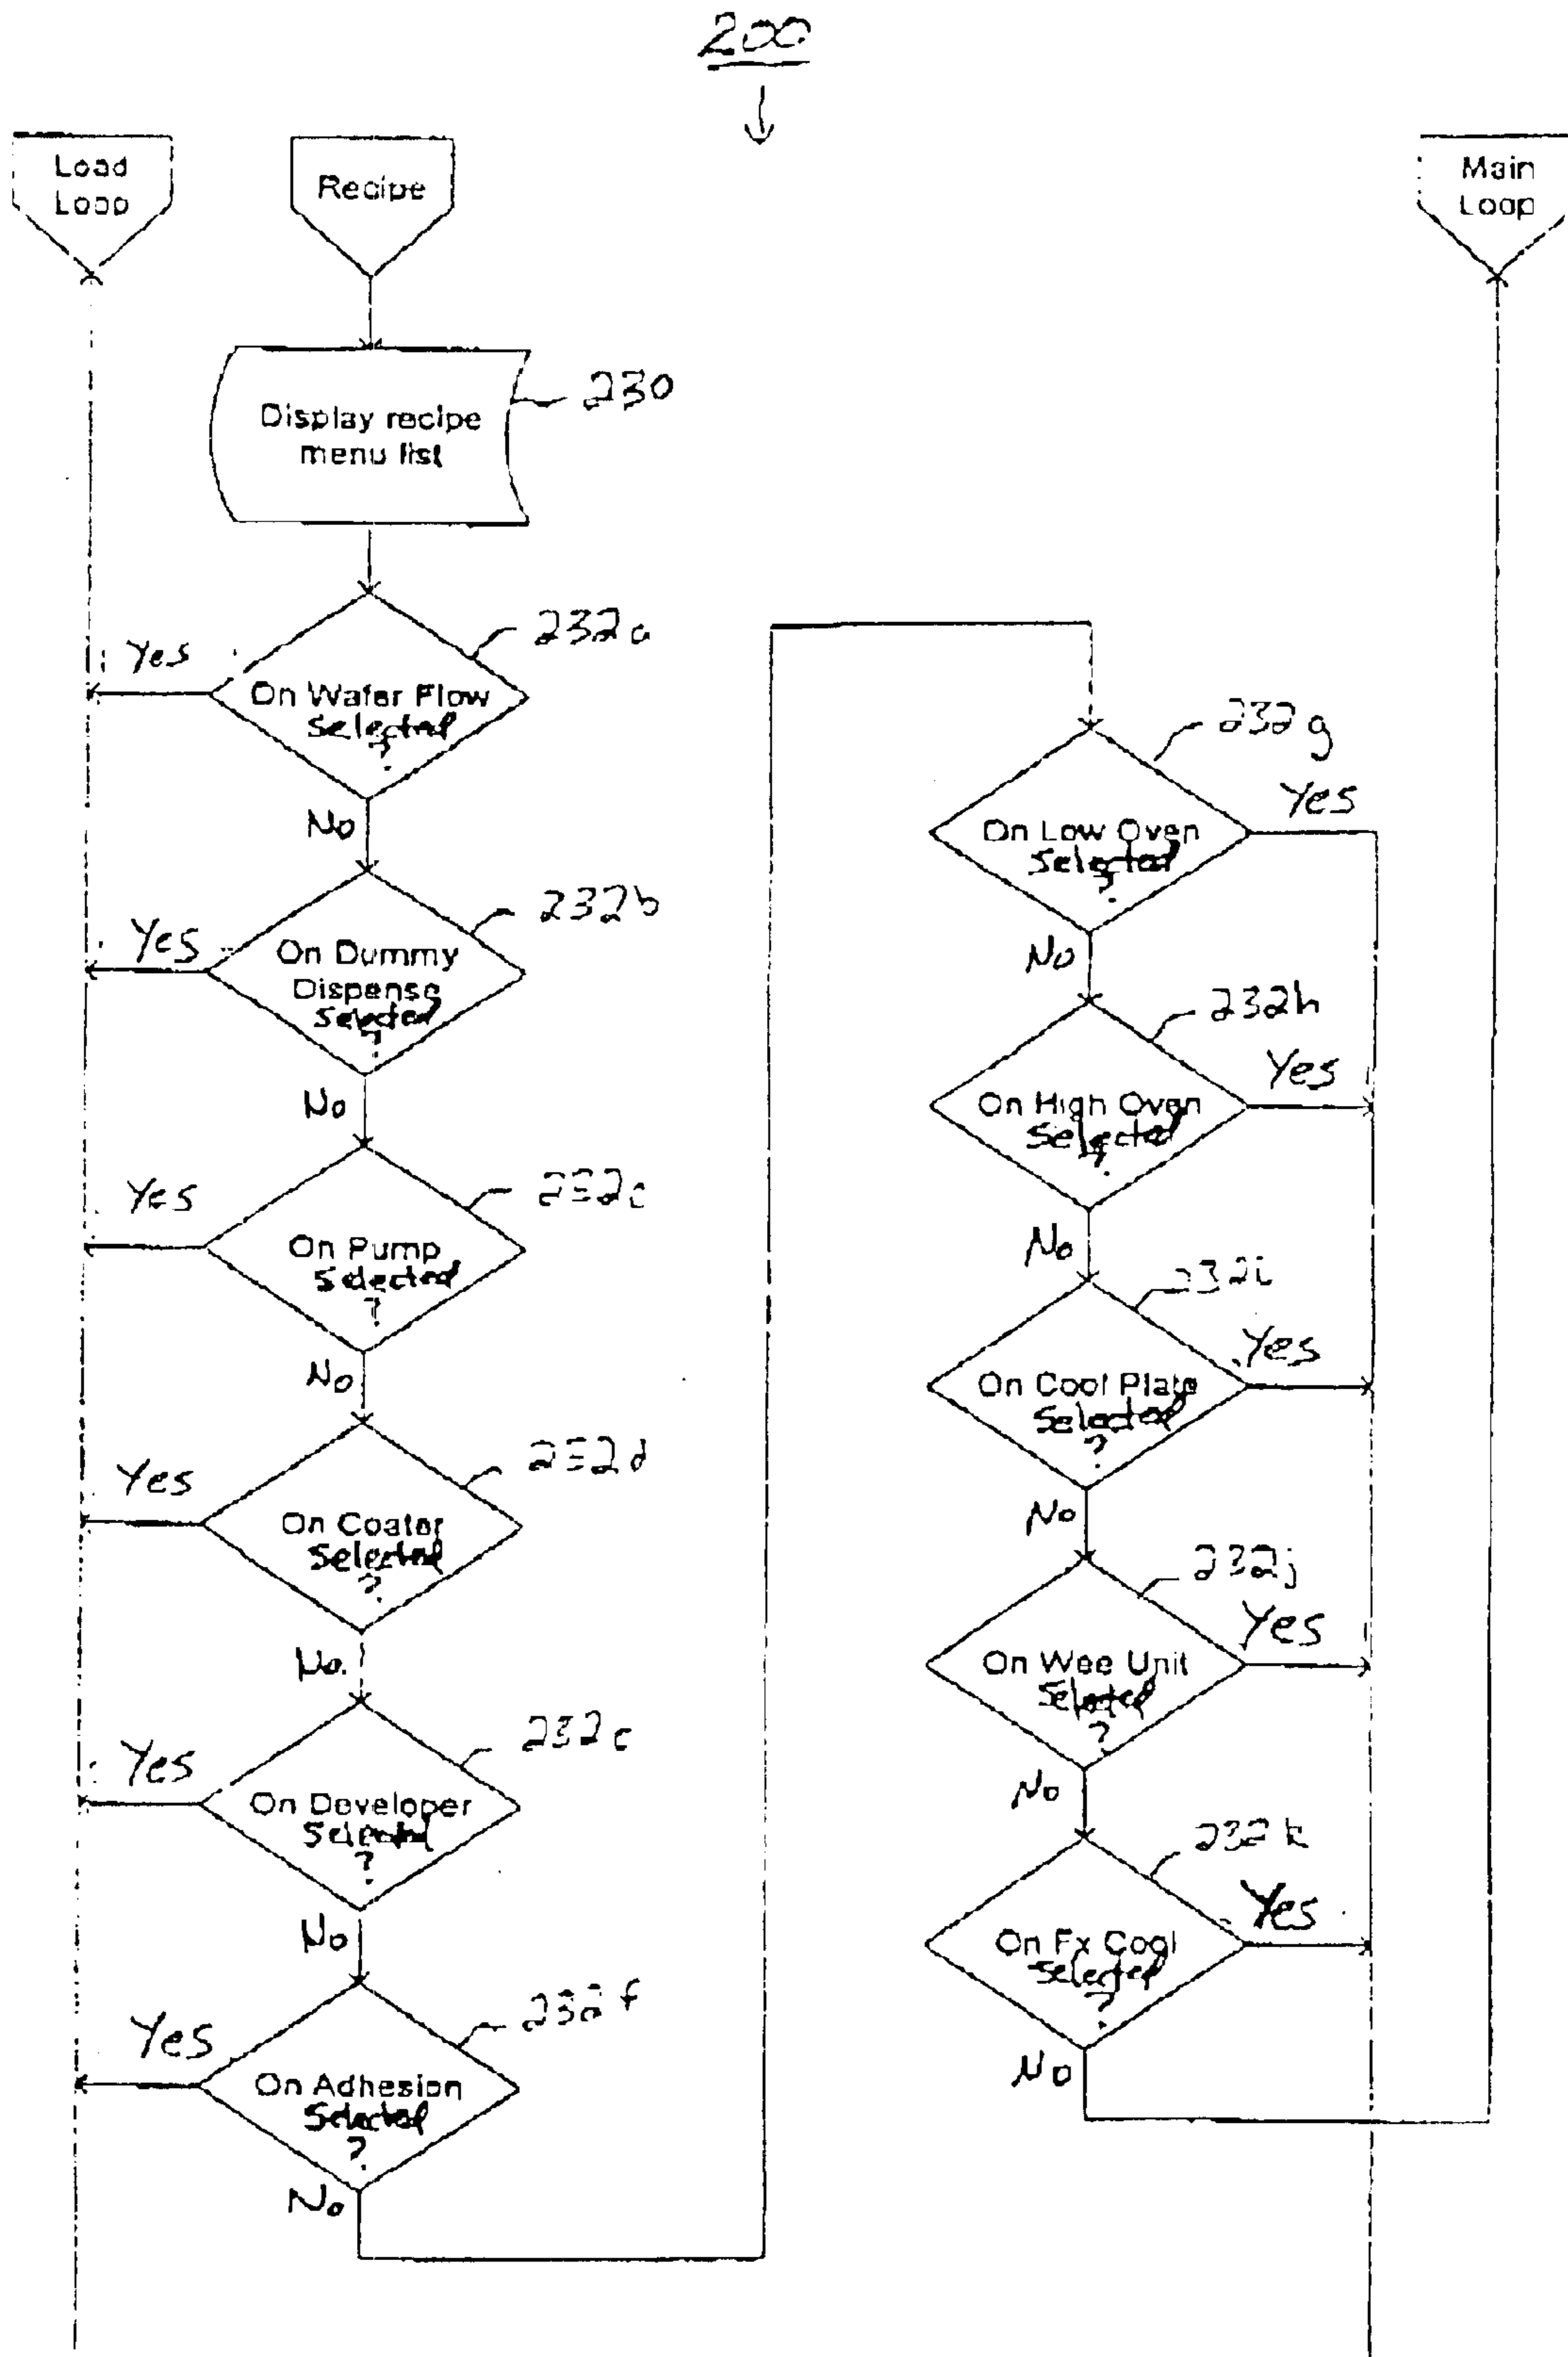 200
Load
Loop
Recipe
Main
Loop
Display recipe
menu list
230
232a
Yes
On Wafer Flow
Selected
?
No
232b
Yes
On Dummy
Dispense
Selected
?
No
232c
Yes
On Pump
Selected
?
No
232d
Yes
On Coater
Selected
?
No.
232e
Yes
On Developer
Selected
?
No
232f
Yes
On Adhesion
Selected
?
No
232g
Yes
On Low Oven
Selected
?
No
232h
Yes
On High Oven
Selected
?
No
232i
Yes
On Cool Plate
Selected
?
No
232j
Yes
On Wee Unit
Selected
?
No
232k
Yes
On Fx Cool
Selected
?
No